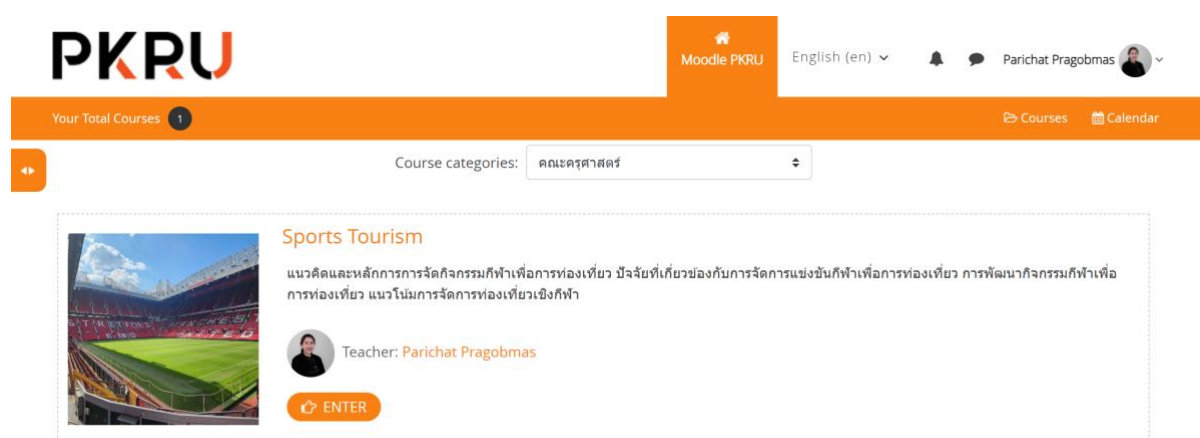 PKRU
Moodle PKRU
English (en)
Parichat Pragobmas
Your Total Courses 1
Courses
Calendar
Course categories: คณะครุศาสตร์
Sports Tourism
แนวคิดและหลักการการจัดกิจกรรมกีฬาเพื่อการท่องเที่ยว ปัจจัยที่เกี่ยวข้องกับการจัดการแข่งขันกีฬาเพื่อการท่องเที่ยว การพัฒนากิจกรรมกีฬาเพื่อ
การท่องเที่ยว แนวโน้มการจัดการท่องเที่ยวเชิงกีฬา
Teacher: Parichat Pragobmas
ENTER